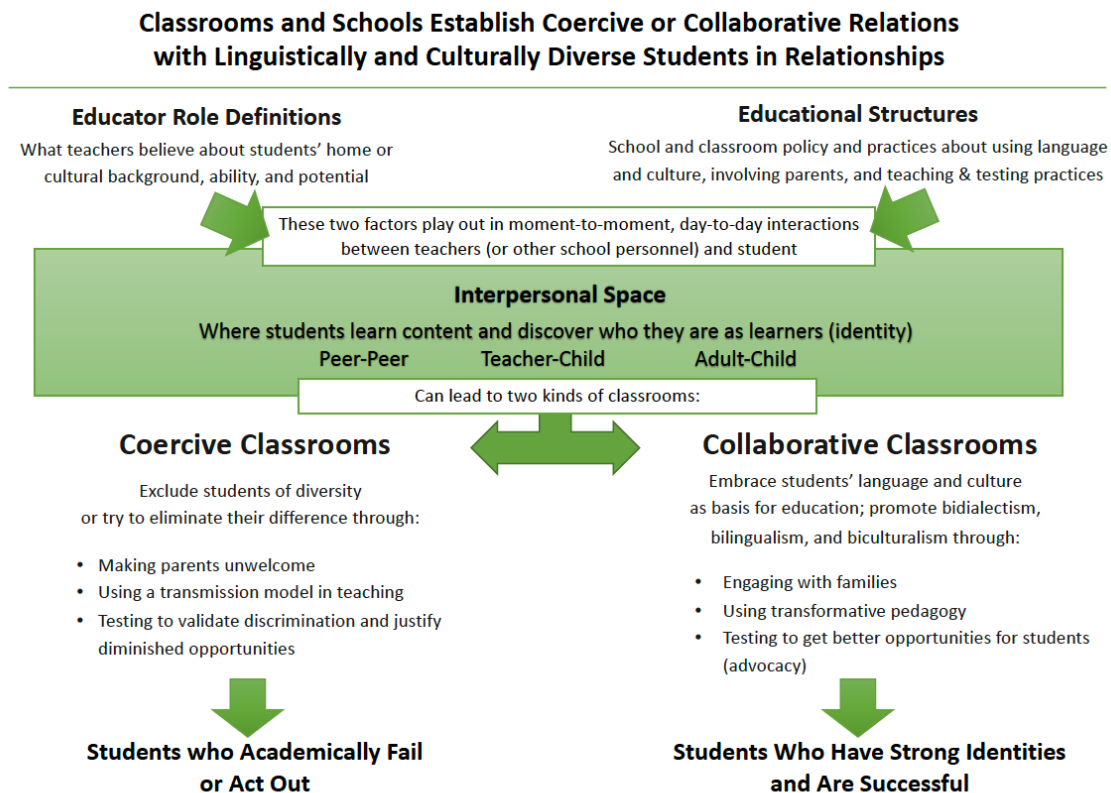 Classrooms and Schools Establish Coercive or Collaborative Relations
with Linguistically and Culturally Diverse Students in Relationships
Educator Role Definitions
What teachers believe about students' home or
cultural background, ability, and potential
Educational Structures
School and classroom policy and practices about using language
and culture, involving parents, and teaching & testing practices
These two factors play out in moment-to-moment, day-to-day interactions
between teachers (or other school personnel) and student
Interpersonal Space
Where students learn content and discover who they are as learners (identity)
Peer-Peer Teacher-Child Adult-Child
Can lead to two kinds of classrooms:
Coercive Classrooms
Exclude students of diversity
or try to eliminate their difference through:
• Making parents unwelcome
• Using a transmission model in teaching
• Testing to validate discrimination and justify
diminished opportunities
Students who Academically Fail
or Act Out
Collaborative Classrooms
Embrace students' language and culture
as basis for education; promote bidialectism,
bilingualism, and biculturalism through:
• Engaging with families
• Using transformative pedagogy
• Testing to get better opportunities for students
(advocacy)
Students Who Have Strong Identities
and Are Successful